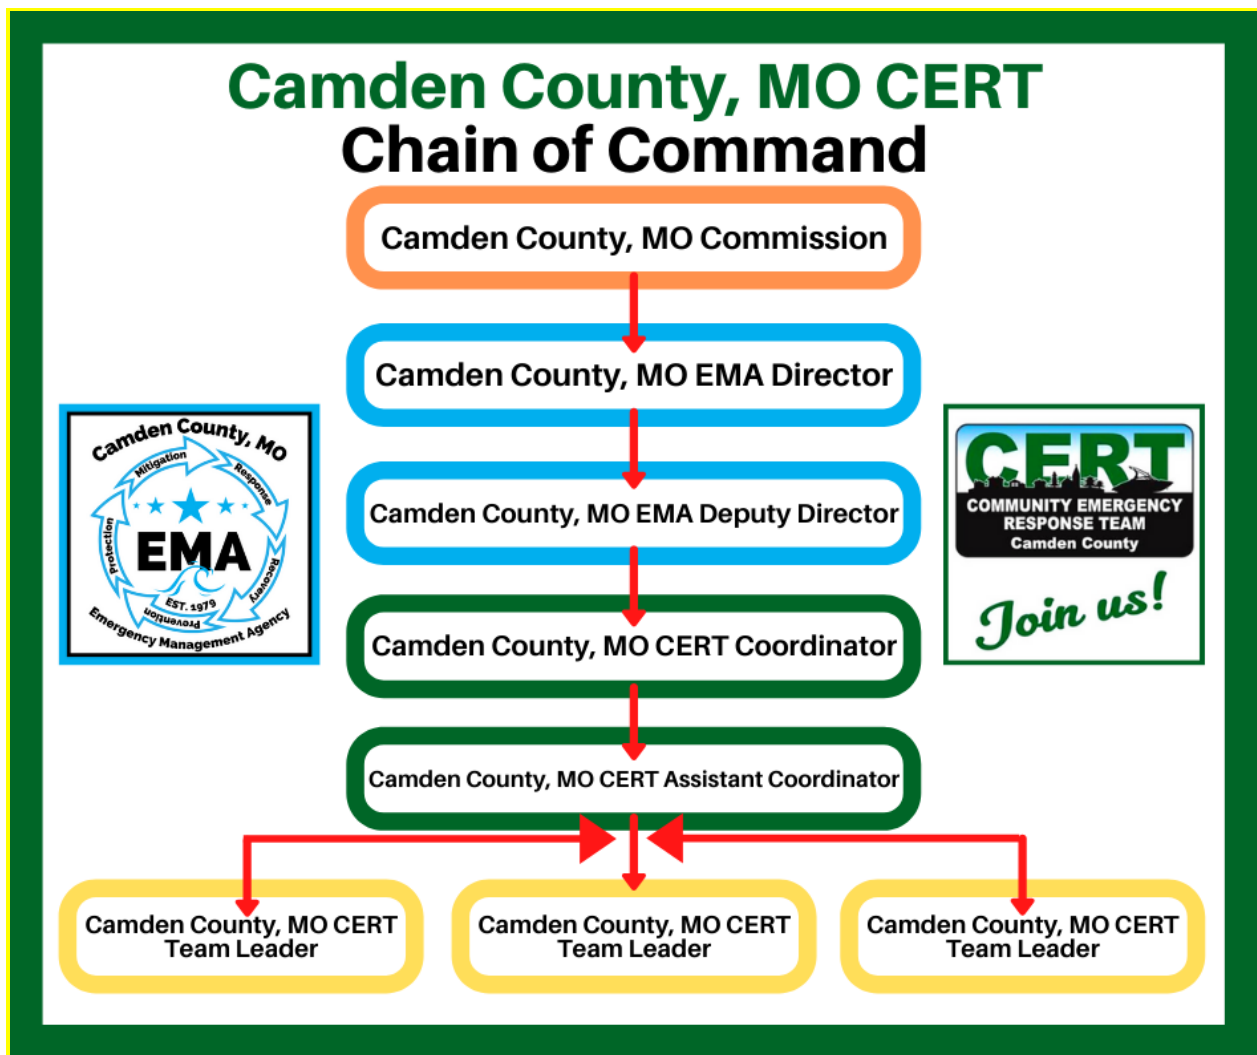 Camden County, MO CERT
Chain of Command
Camden County, MO Commission
Camden County, MO EMA Director
Camden County, MO EMA Deputy Director
Camden County, MO CERT Coordinator
Camden County, MO CERT Assistant Coordinator
Camden County, MO CERT
Team Leader
Camden County, MO CERT
Team Leader
Camden County, MO CERT
Team Leader
Camden County, MO
Mitigation
Response
Recovery
Prevention
Protection
EMA
EST. 1979
Emergency Management Agency
CERT
COMMUNITY EMERGENCY
RESPONSE TEAM
Camden County
Join us!